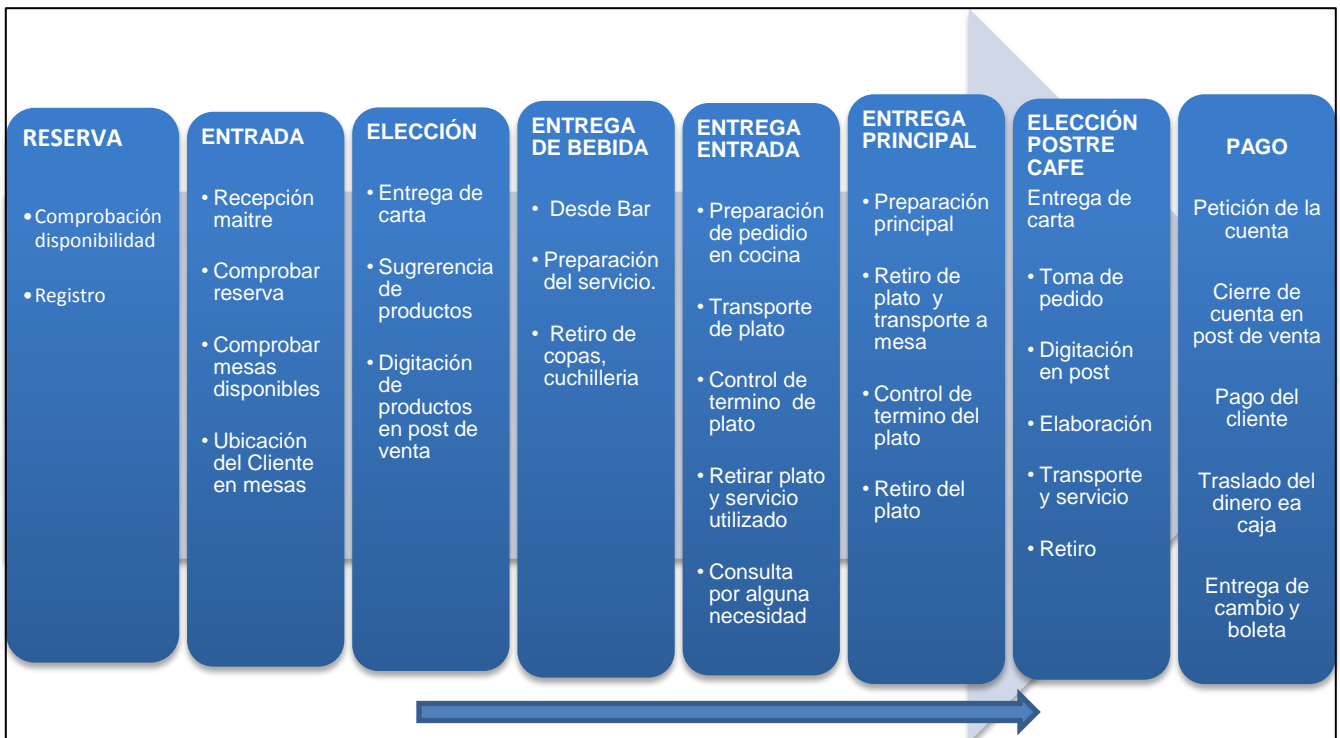 RESERVA
•Comprobación
disponibilidad
•Registro
ENTRADA
• Recepción
maitre
• Comprobar
reserva
• Comprobar
mesas
disponibles
• Ubicación
del Cliente
en mesas
ELECCIÓN
• Entrega de
carta
• Sugrerencia
de
productos
• Digitación
de
productos
en post de
venta
ENTREGA
DE BEBIDA
• Desde Bar
• Preparación
del servicio.
• Retiro de
copas,
cuchilleria
ENTREGA
ENTRADA
• Preparación
de pedidio
en cocina
• Transporte
de plato
• Control de
termino de
plato
• Retirar plato
y servicio
utilizado
• Consulta
por alguna
necesidad
ENTREGA
PRINCIPAL
• Preparación
principal
• Retiro de
plato y
transporte a
mesa
• Control de
termino del
plato
• Retiro del
plato
ELECCIÓN
POSTRE
CAFE
Entrega de
carta
• Toma de
pedido
• Digitación
en post
• Elaboración
• Transporte
y servicio
• Retiro
PAGO
Petición de la
cuenta
Cierre de
cuenta en
post de venta
Pago del
cliente
Traslado del
dinero ea
caja
Entrega de
cambio y
boleta